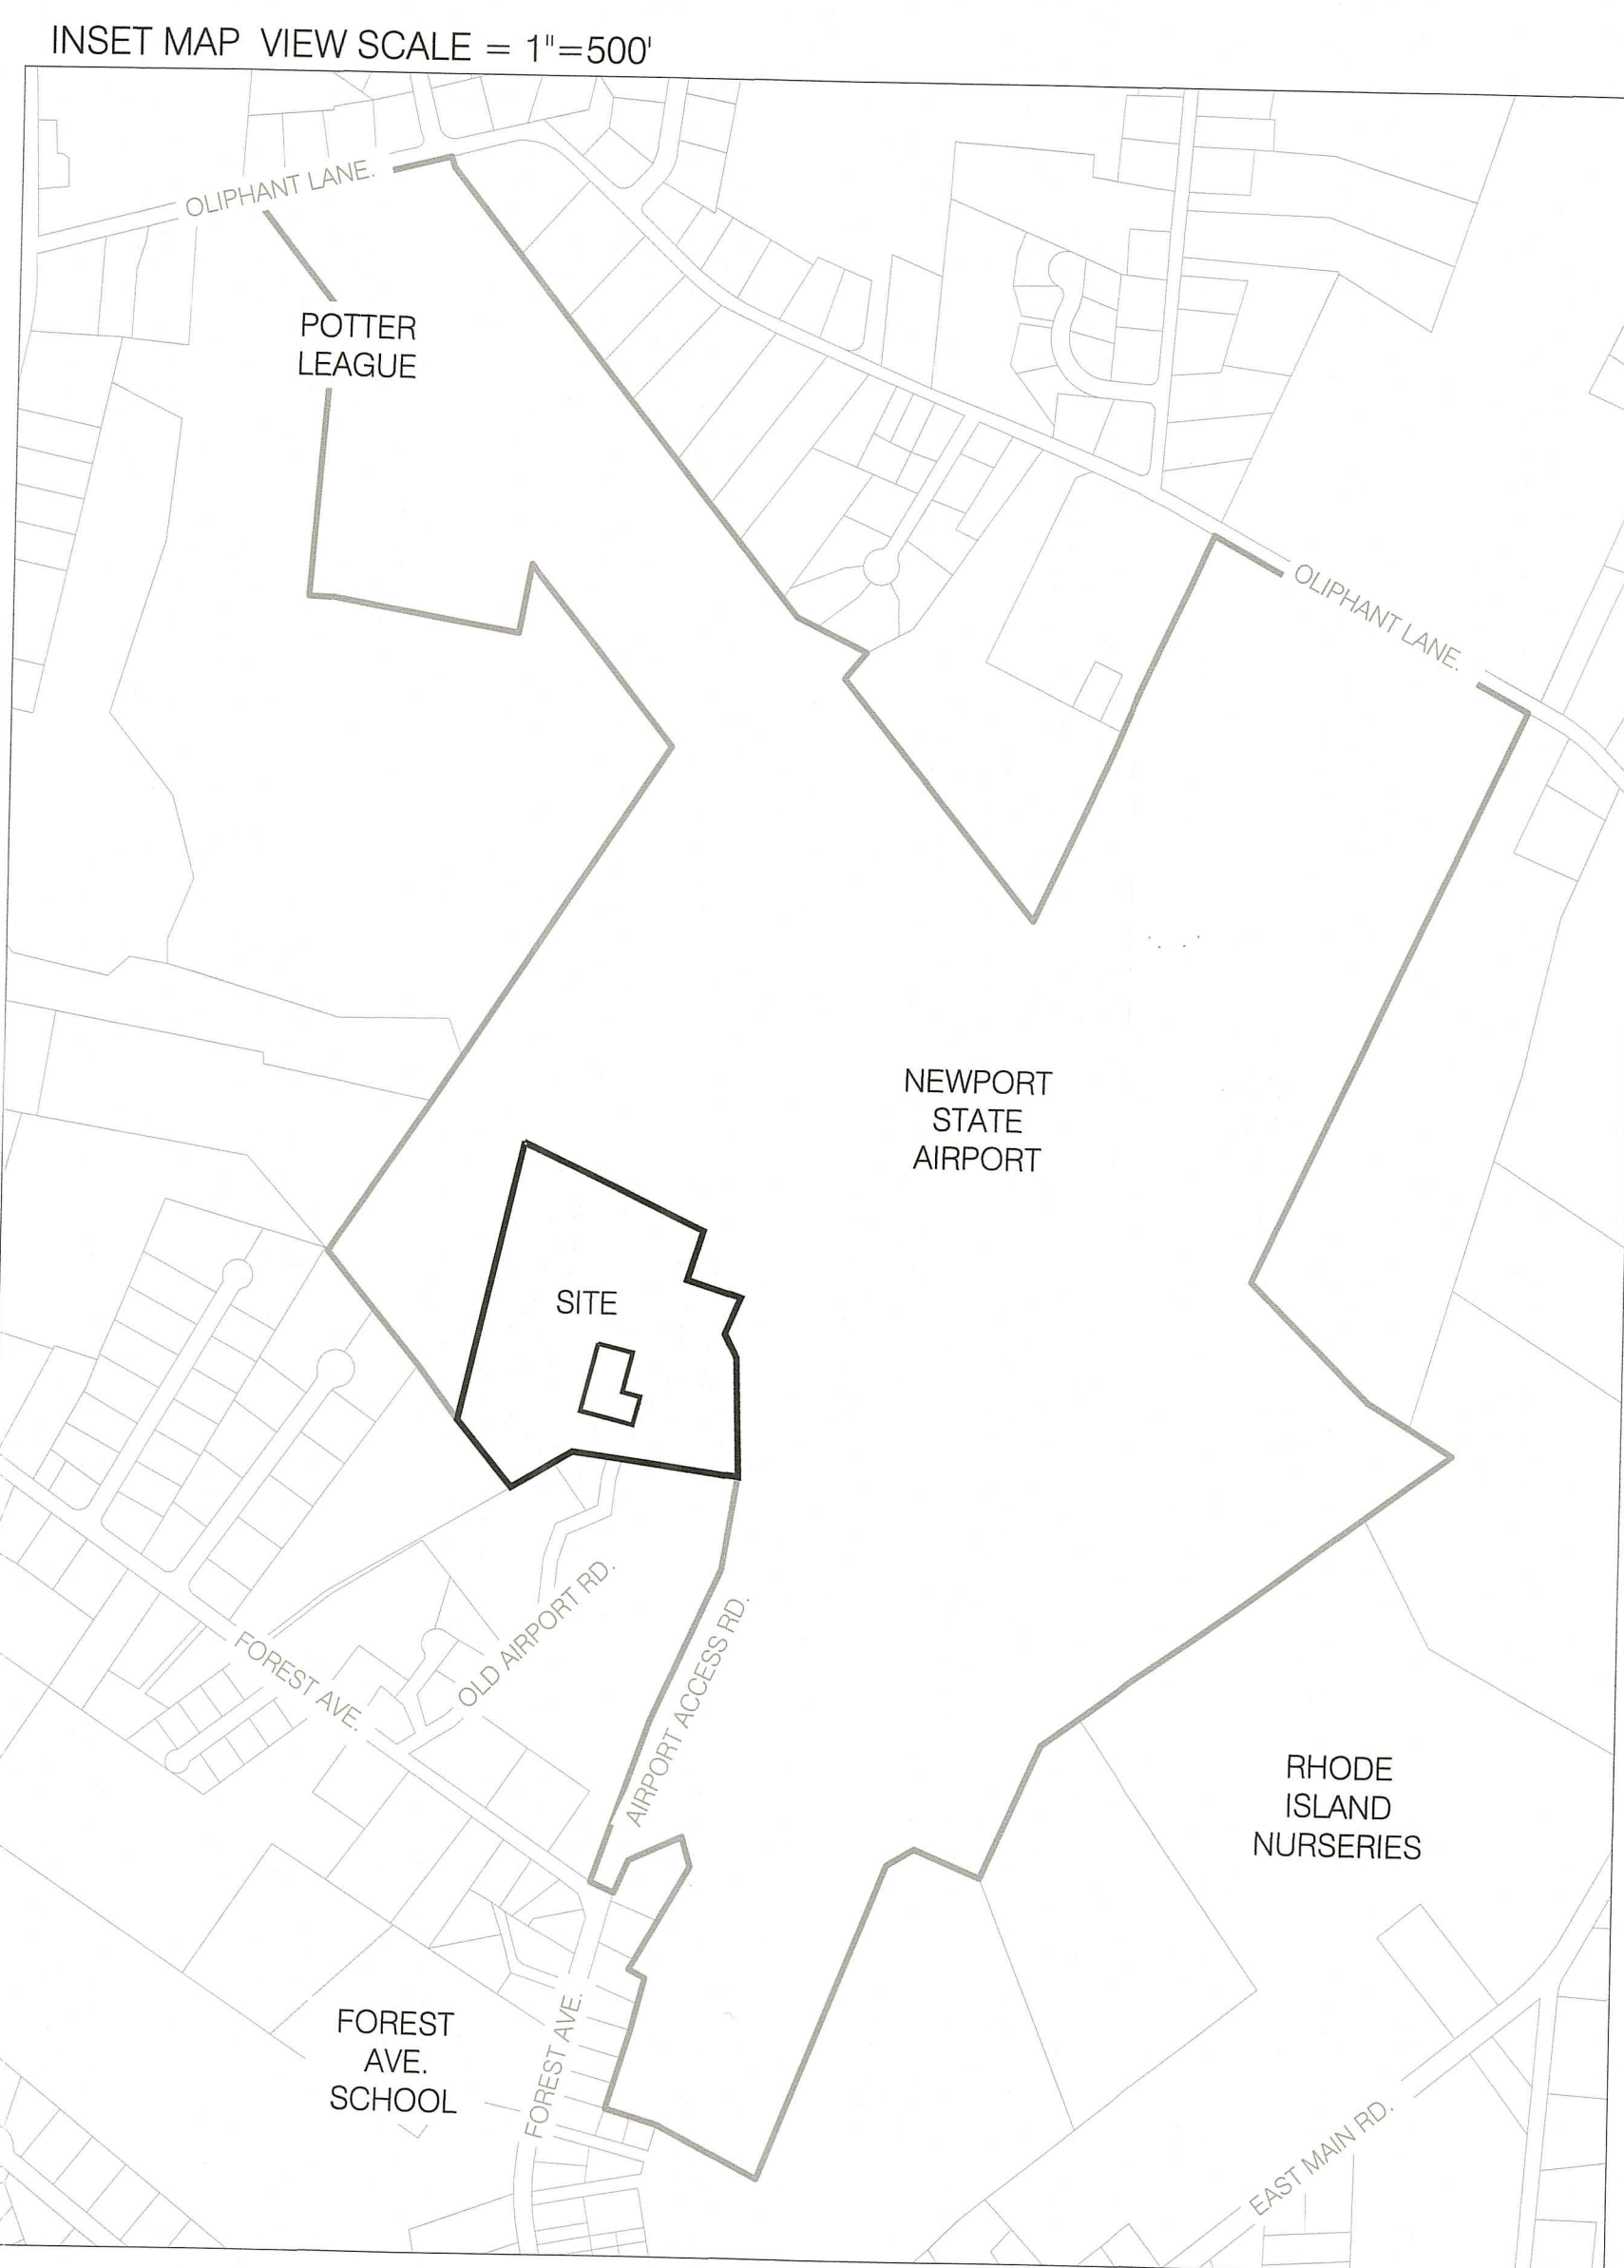 INSET MAP VIEW SCALE = 1"=500'
OLIPHANT LANE.
POTTER
LEAGUE
OLIPHANT LANE.
NEWPORT
STATE
AIRPORT
SITE
OLD AIRPORT RD.
AIRPORT ACCESS RD.
FOREST AVE.
RHODE
ISLAND
NURSERIES
FOREST
AVE.
SCHOOL
FOREST AVE.
EAST MAIN RD.